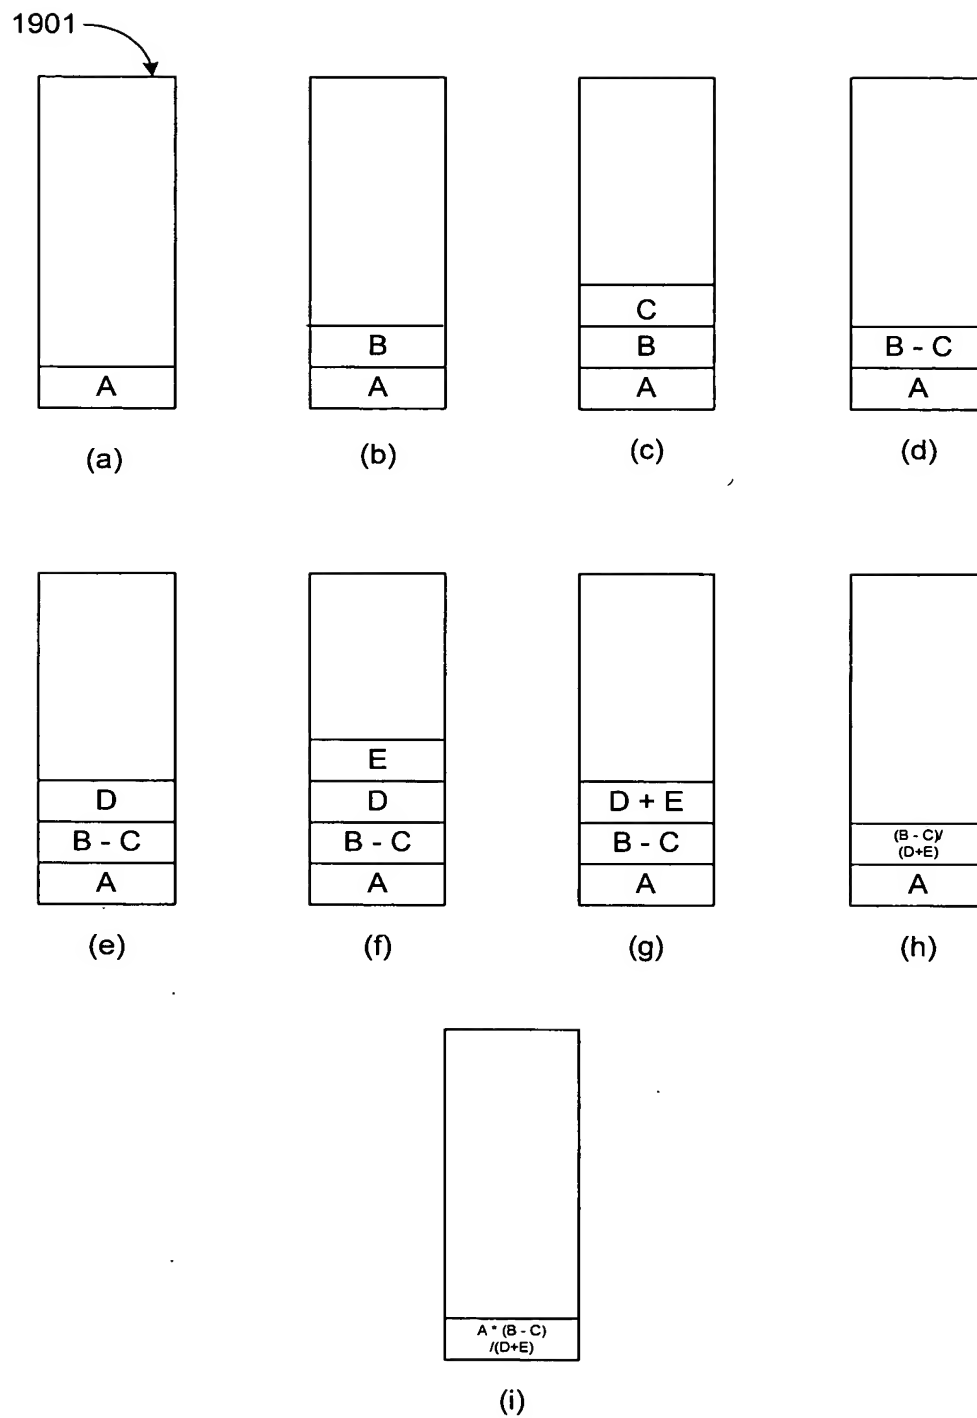 1901
A
(a)
B
A
(b)
C
B
A
(c)
B - C
A
(d)
D
B - C
A
(e)
E
D
B - C
A
(f)
D + E
B - C
A
(g)
(B - C)/
(D+E)
A
(h)
A * (B - C)
/(D+E)
(i)